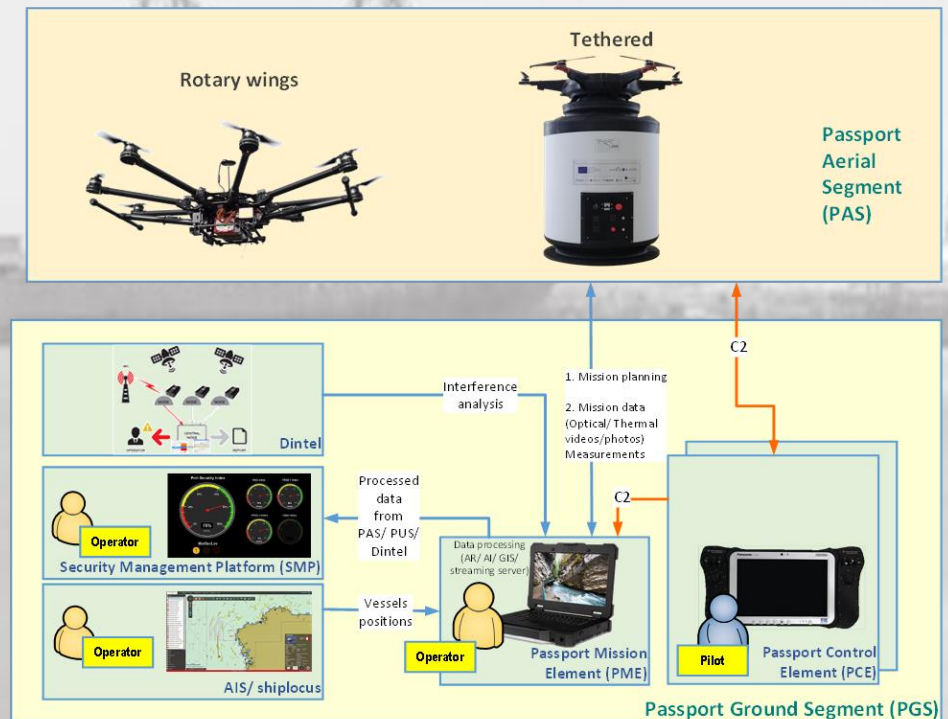 Tethered
Rotary wings
Passport
Aerial
Segment
(PAS)
C2
1. Mission planning
2. Mission data
(Optical/ Thermal
videos/photos)
Measurements
Interference
analysis
Dintel
C2
Processed
data
from
PAS/ PUS/
Dintel
Operator
Security Management Platform (SMP)
Data processing
(AR/ AI/ GIS/
streaming server)
Vessels
positions
Operator
AIS/ shiplocus
Operator
Passport Mission
Element (PME)
Pilot
Passport Control
Element (PCE)
Passport Ground Segment (PGS)